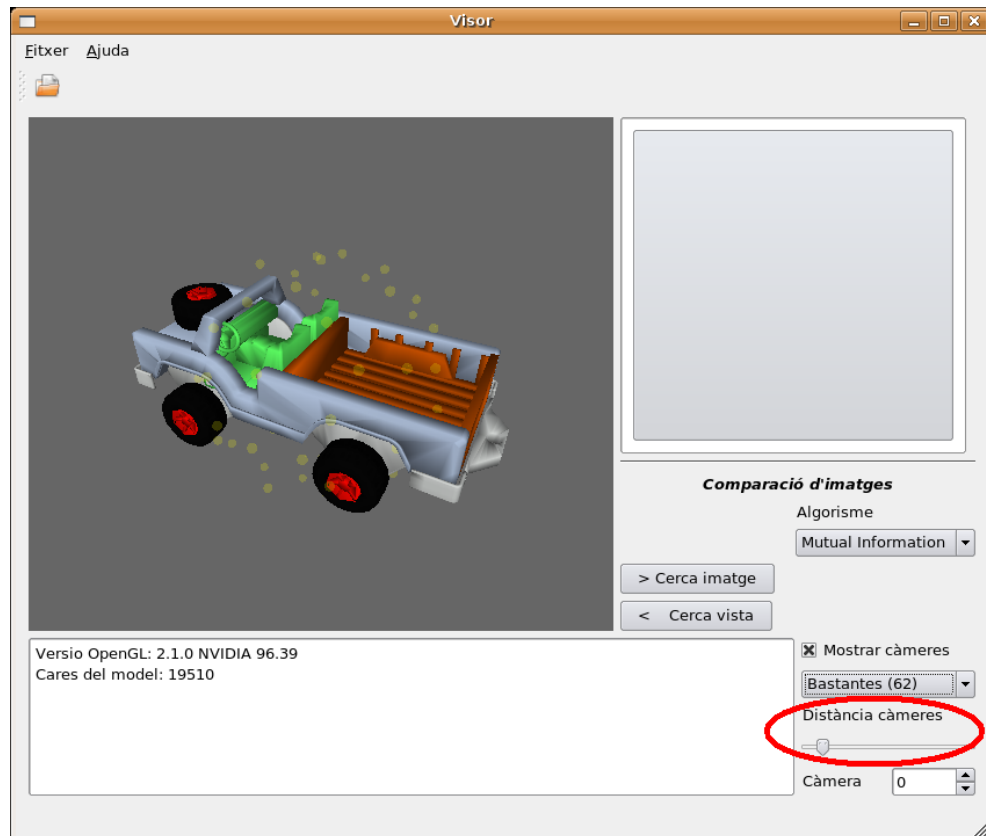 Visor
Fitxer Ajuda
Comparació d'imatges
Algorisme
Mutual Information
> Cerca imatge
< Cerca vista
Versio OpenGL: 2.1.0 NVIDIA 96.39
Cares del model: 19510
Mostrar càmeres
Bastantes (62)
Distància càmeres
Càmera 0